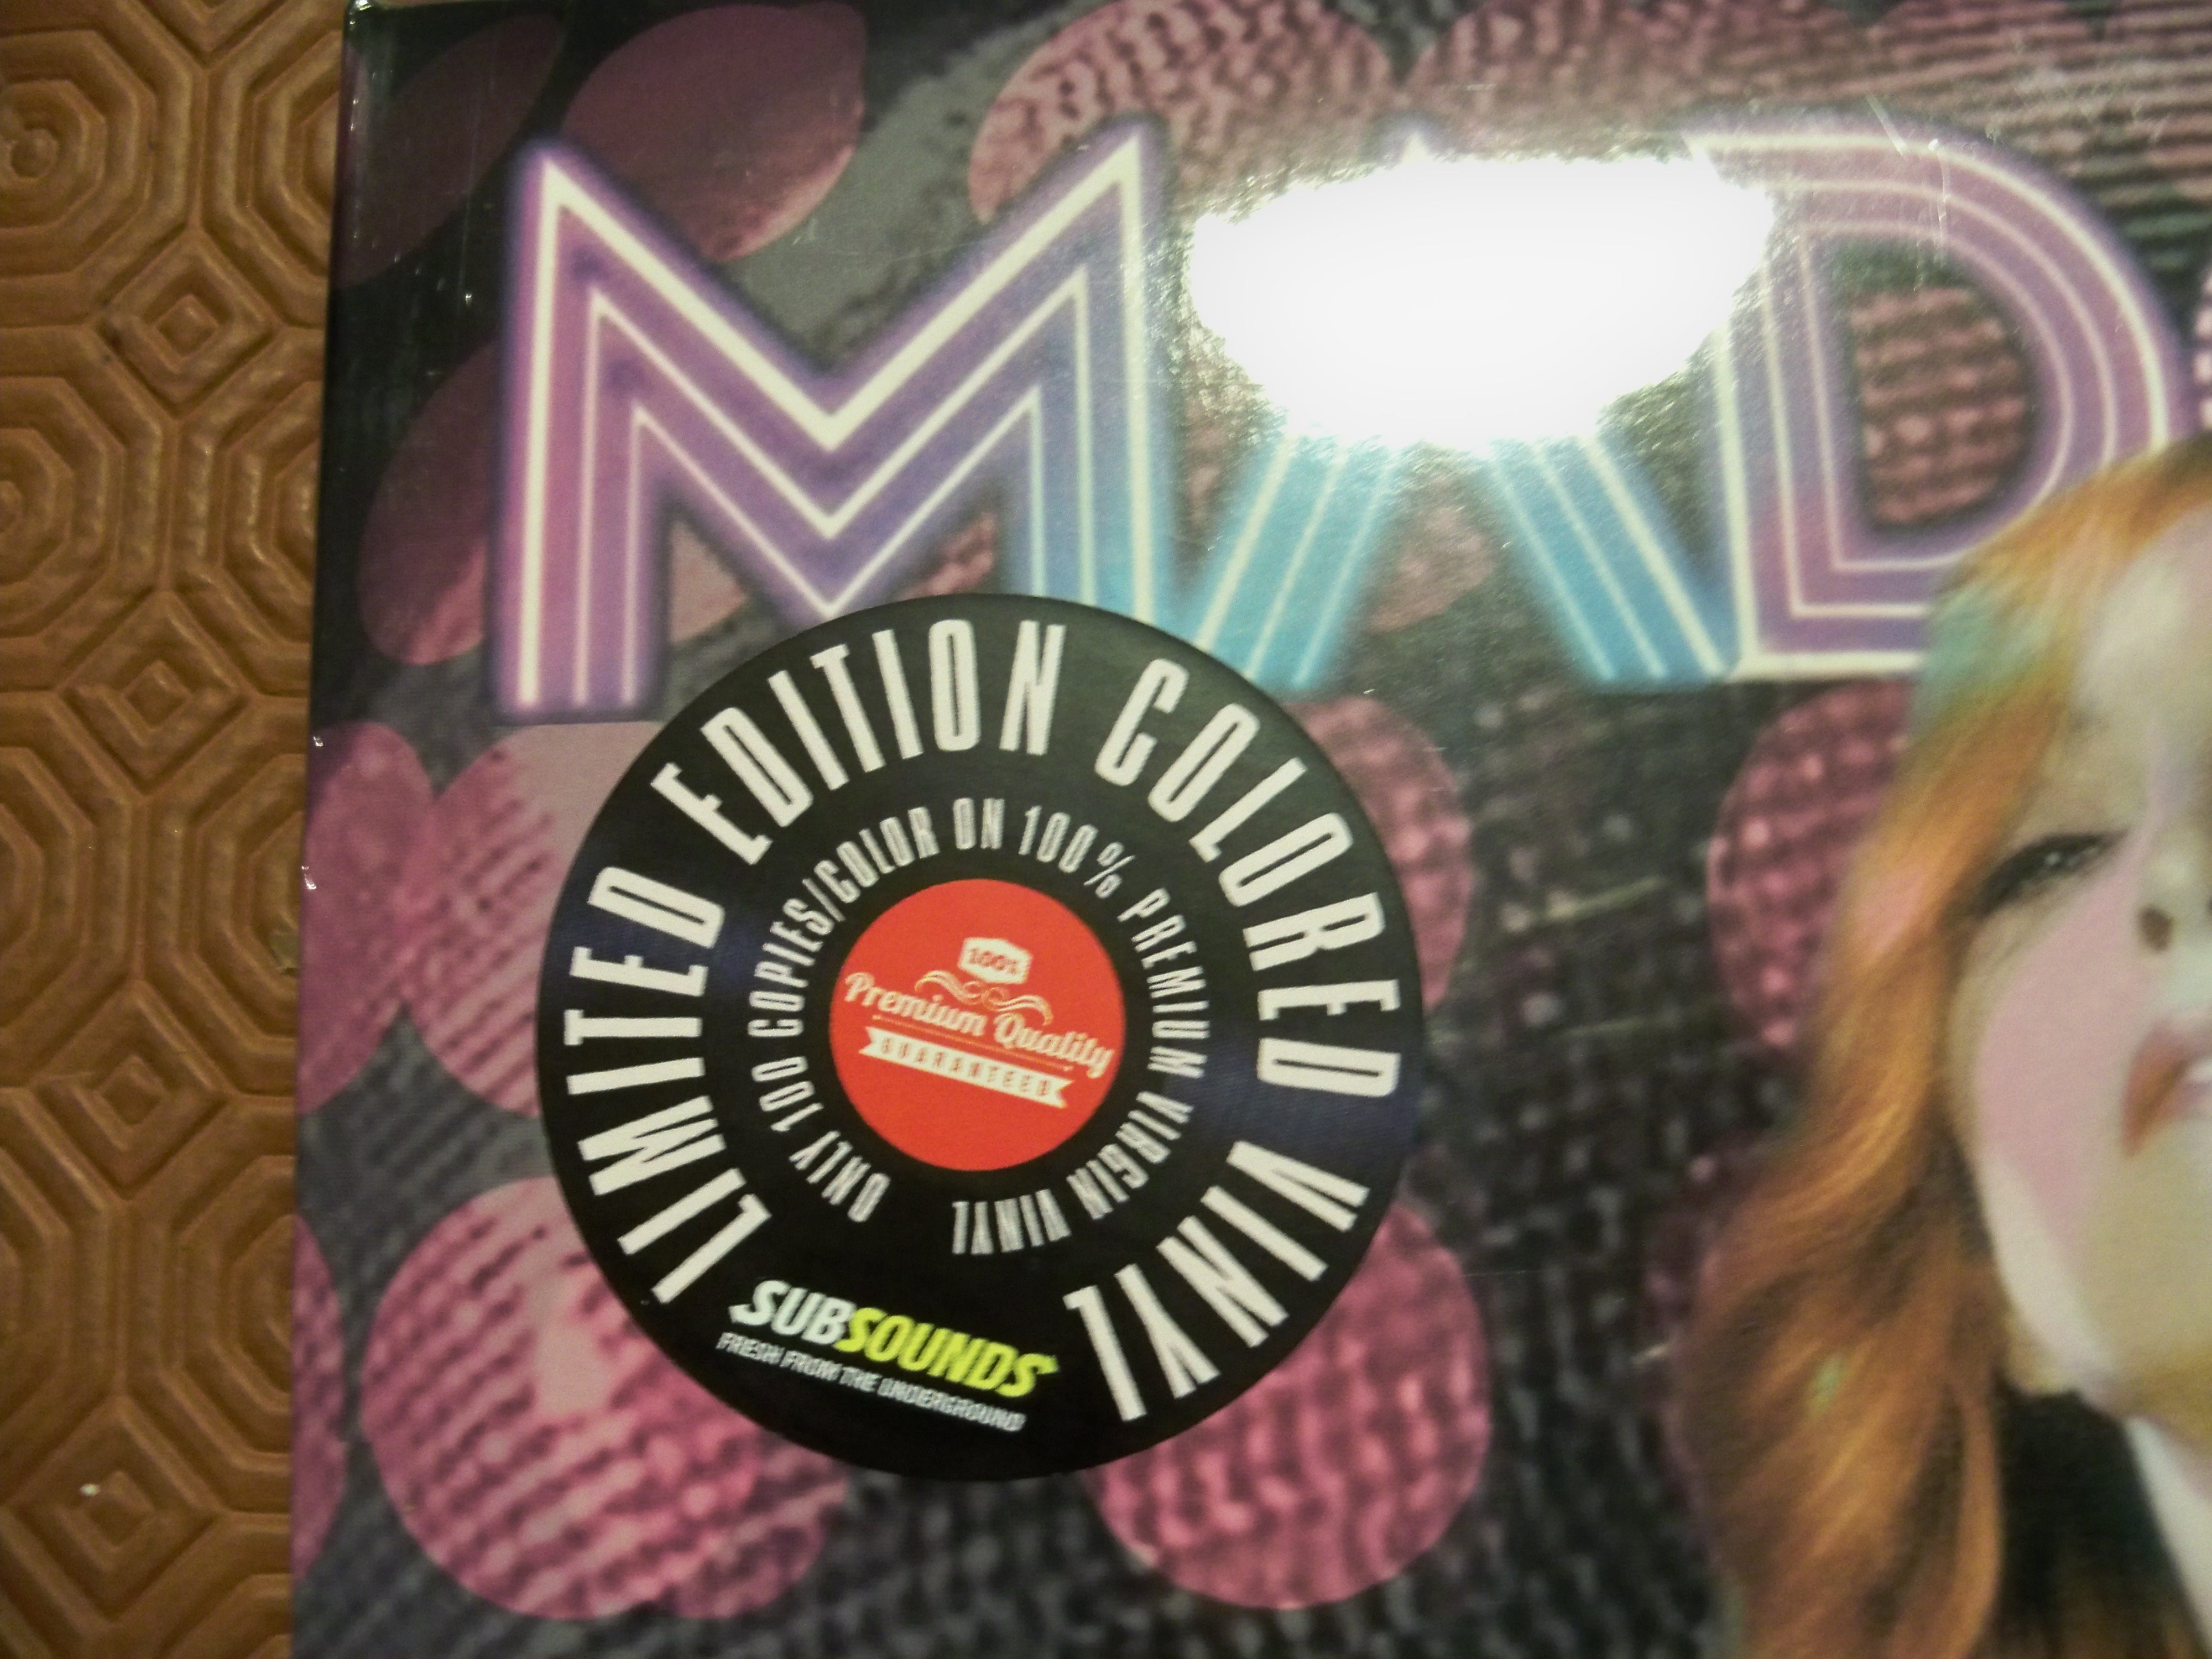 MAD
LIMITED EDITION COLORED VINYL
ONLY 100 COPIES/COLOR ON 100% PREMIUM VIRGIN VINYL
100%
Premium Quality
GUARANTEED
SUBSOUNDS
FRESH FROM THE UNDERGROUND